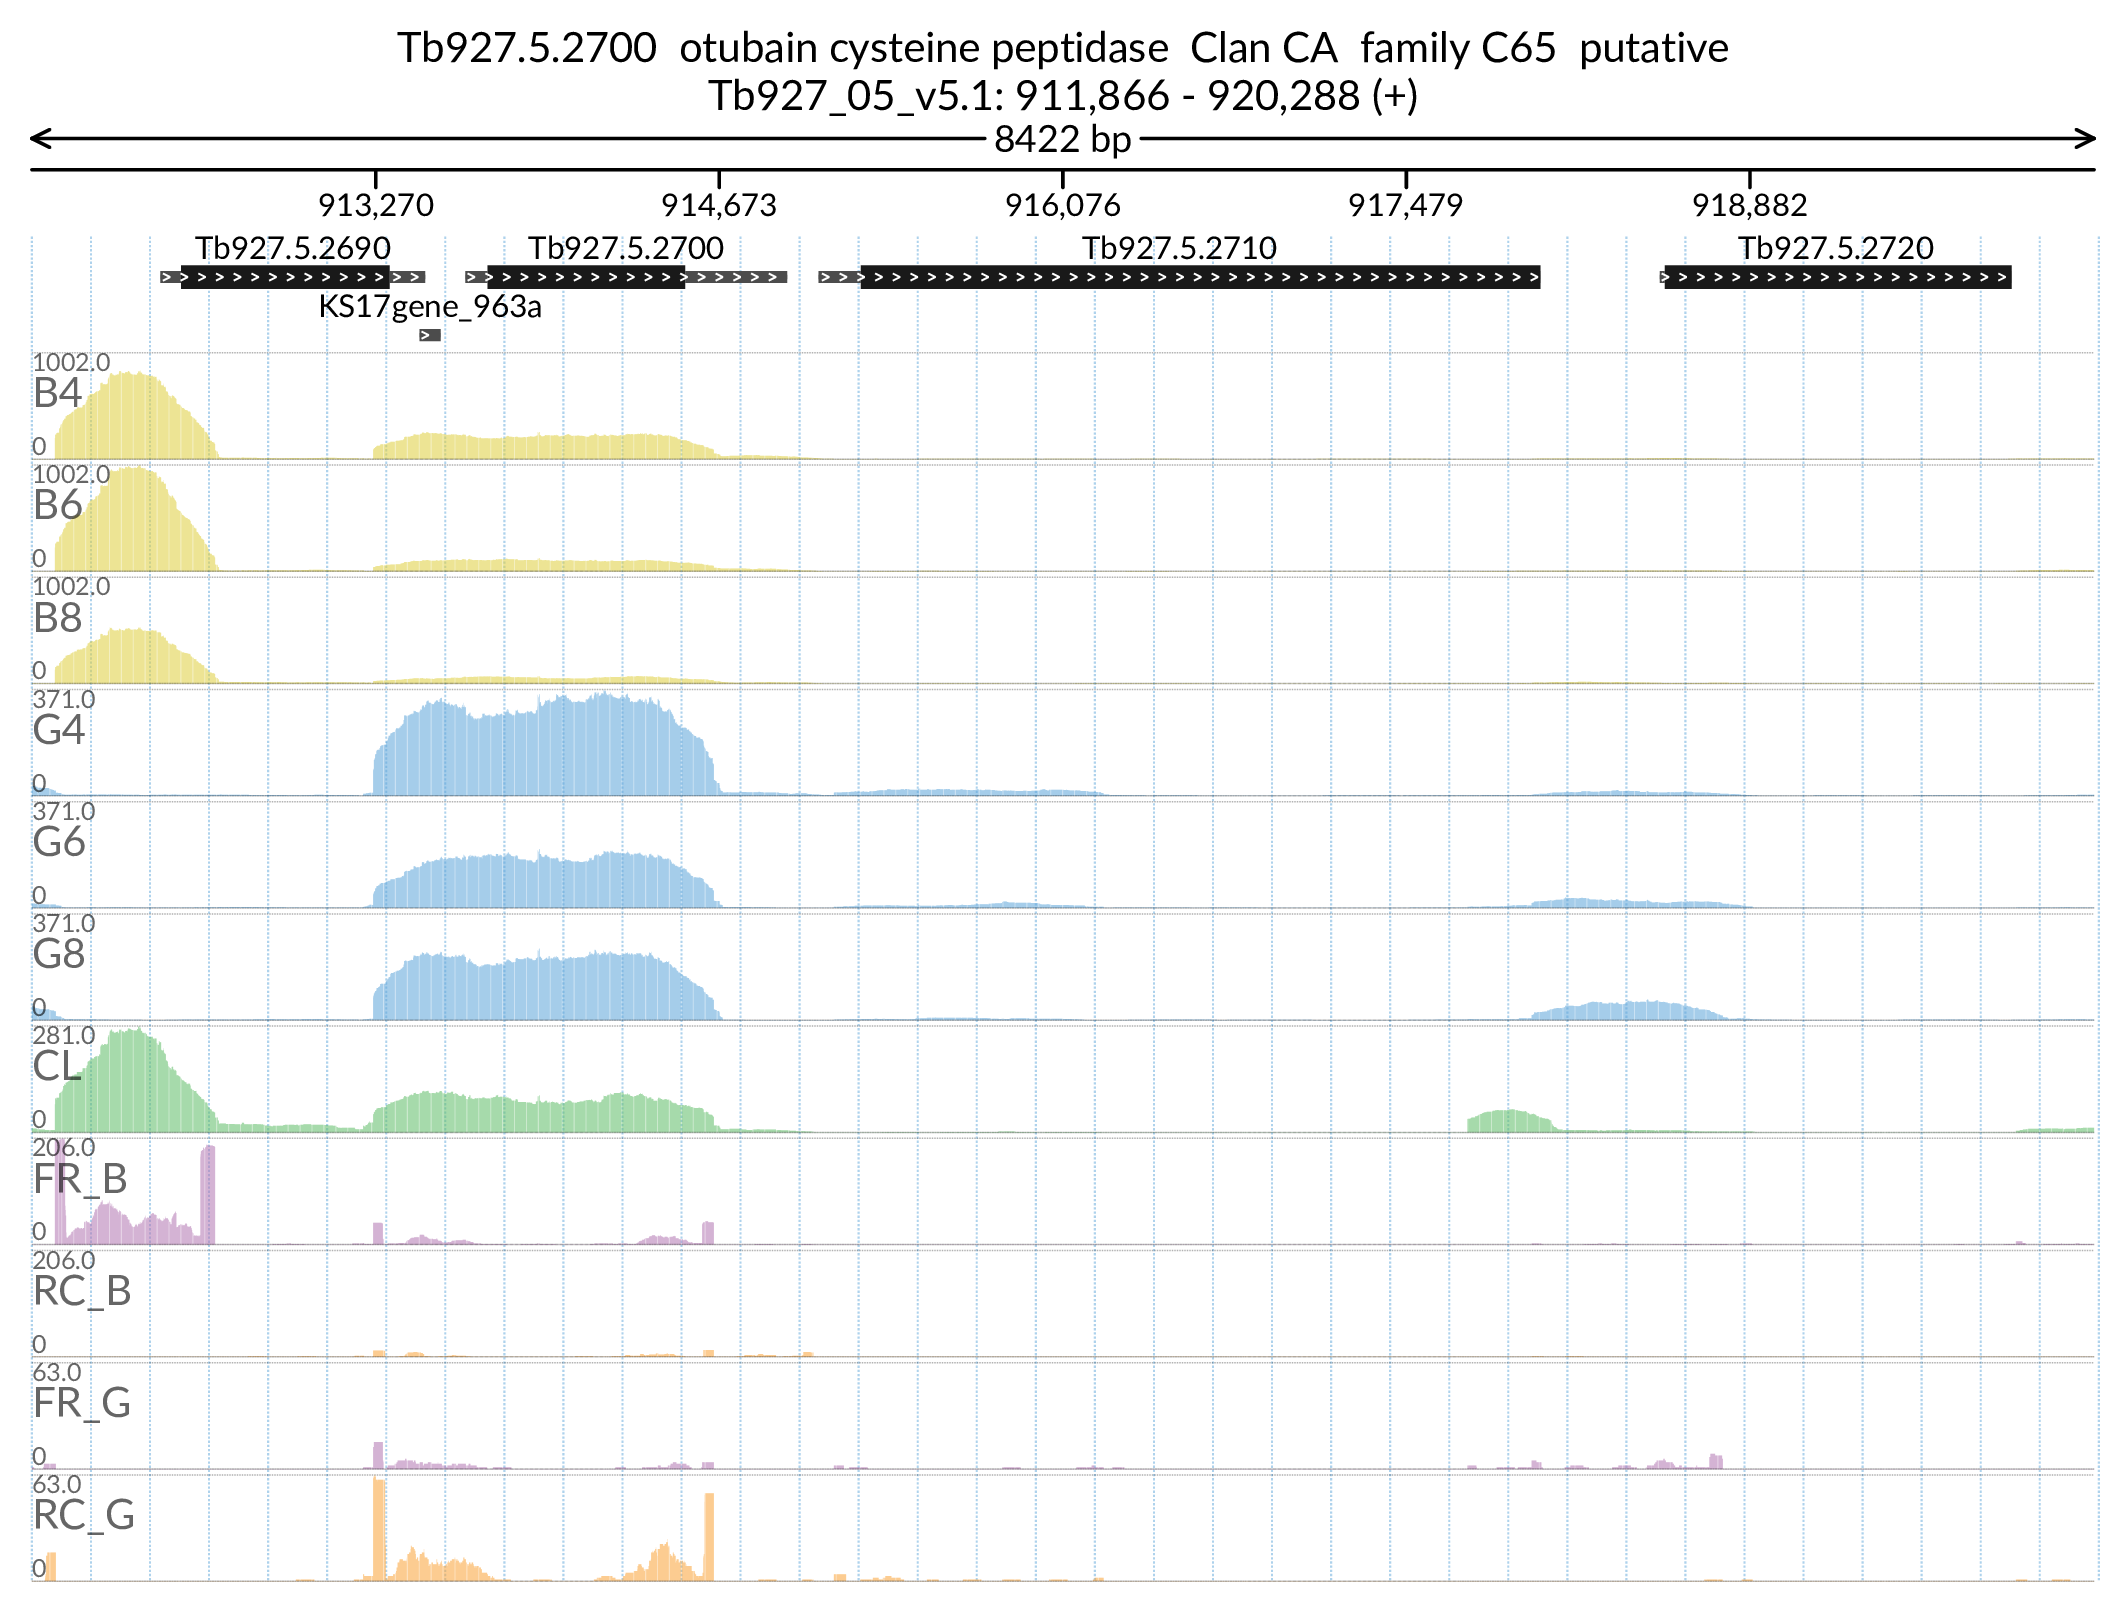 Tb927.5.2700 otubain cysteine peptidase Clan CA family C65 putative
Tb927_05_v5.1: 911,866 - 920,288 (+)
8422 bp
913,270 914,673 916,076 917,479 918,882
Tb927.5.2690 Tb927.5.2700 Tb927.5.2710 Tb927.5.2720
KS17gene_963a
1002.0
B4
0
1002.0
B6
0
1002.0
B8
0
371.0
G4
0
371.0
G6
0
371.0
G8
0
281.0
CL
0
206.0
FR_B
0
206.0
RC_B
0
63.0
FR_G
0
63.0
RC_G
0